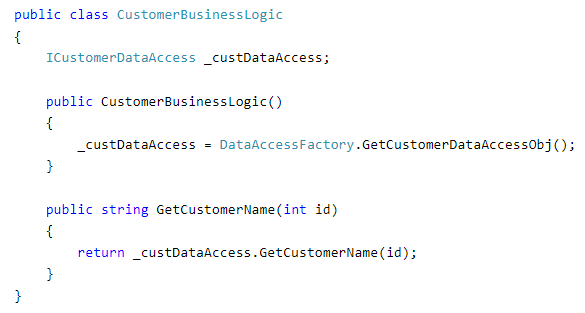 public class CustomerBusinessLogic
{
    ICustomerDataAccess _custDataAccess;

    public CustomerBusinessLogic()
    {
        _custDataAccess = DataAccessFactory.GetCustomerDataAccessObj();
    }

    public string GetCustomerName(int id)
    {
        return _custDataAccess.GetCustomerName(id);
    }
}